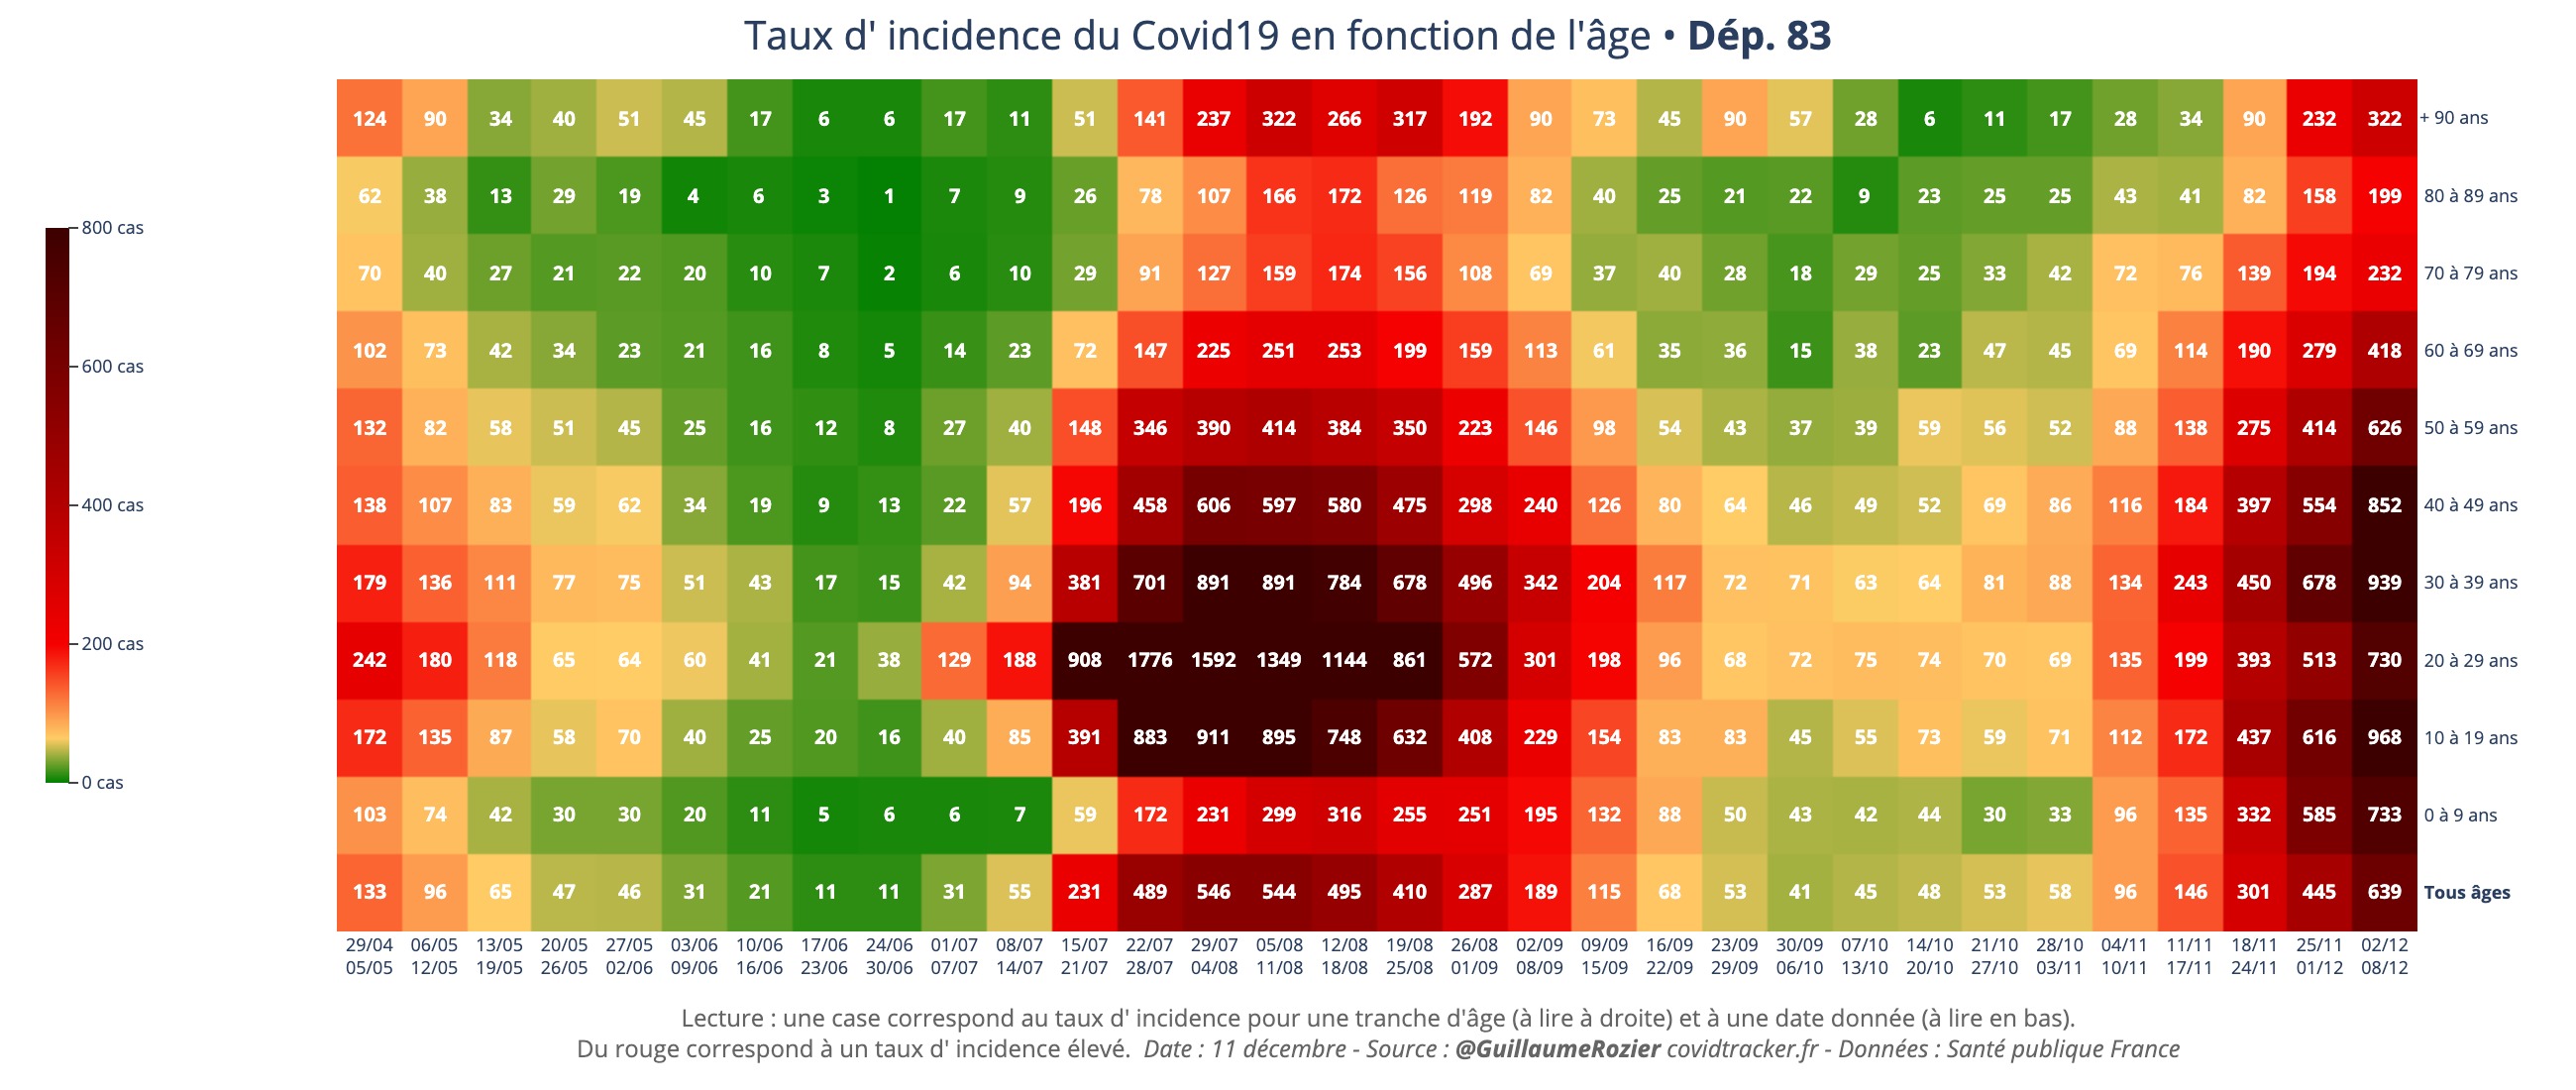 Taux d' incidence du Covid19 en fonction de l'âge • Dép. 83
124 90 34 40 51 45 17 6 6 17 11 51 141 237 322 266 317 192 90 73 45 90 57 28 6 11 17 28 34 90 232 322 + 90 ans
62 38 13 29 19 4 6 3 1 7 9 26 78 107 166 172 126 119 82 40 25 21 22 9 23 25 25 43 41 82 158 199 80 à 89 ans
800 cas
70 40 27 21 22 20 10 7 2 6 10 29 91 127 159 174 156 108 69 37 40 28 18 29 25 33 42 72 76 139 194 232 70 à 79 ans
102 73 42 34 23 21 16 8 5 14 23 72 147 225 251 253 199 159 113 61 35 36 15 38 23 47 45 69 114 190 279 418 60 à 69 ans
600 cas
132 82 58 51 45 25 16 12 8 27 40 148 346 390 414 384 350 223 146 98 54 43 37 39 59 56 52 88 138 275 414 626 50 à 59 ans
400 cas
138 107 83 59 62 34 19 9 13 22 57 196 458 606 597 580 475 298 240 126 80 64 46 49 52 69 86 116 184 397 554 852 40 à 49 ans
179 136 111 77 75 51 43 17 15 42 94 381 701 891 891 784 678 496 342 204 117 72 71 63 64 81 88 134 243 450 678 939 30 à 39 ans
200 cas
242 180 118 65 64 60 41 21 38 129 188 908 1776 1592 1349 1144 861 572 301 198 96 68 72 75 74 70 69 135 199 393 513 730 20 à 29 ans
172 135 87 58 70 40 25 20 16 40 85 391 883 911 895 748 632 408 229 154 83 83 45 55 73 59 71 112 172 437 616 968 10 à 19 ans
0 cas
103 74 42 30 30 20 11 5 6 6 7 59 172 231 299 316 255 251 195 132 88 50 43 42 44 30 33 96 135 332 585 733 0 à 9 ans
133 96 65 47 46 31 21 11 11 31 55 231 489 546 544 495 410 287 189 115 68 53 41 45 48 53 58 96 146 301 445 639 Tous âges
29/04 06/05 13/05 20/05 27/05 03/06 10/06 17/06 24/06 01/07 08/07 15/07 22/07 29/07 05/08 12/08 19/08 26/08 02/09 09/09 16/09 23/09 30/09 07/10 14/10 21/10 28/10 04/11 11/11 18/11 25/11 02/12
05/05 12/05 19/05 26/05 02/06 09/06 16/06 23/06 30/06 07/07 14/07 21/07 28/07 04/08 11/08 18/08 25/08 01/09 08/09 15/09 22/09 29/09 06/10 13/10 20/10 27/10 03/11 10/11 17/11 24/11 01/12 08/12
Lecture : une case correspond au taux d' incidence pour une tranche d'âge (à lire à droite) et à une date donnée (à lire en bas).
Du rouge correspond à un taux d' incidence élevé. Date : 11 décembre - Source : @GuillaumeRozier covidtracker.fr - Données : Santé publique France